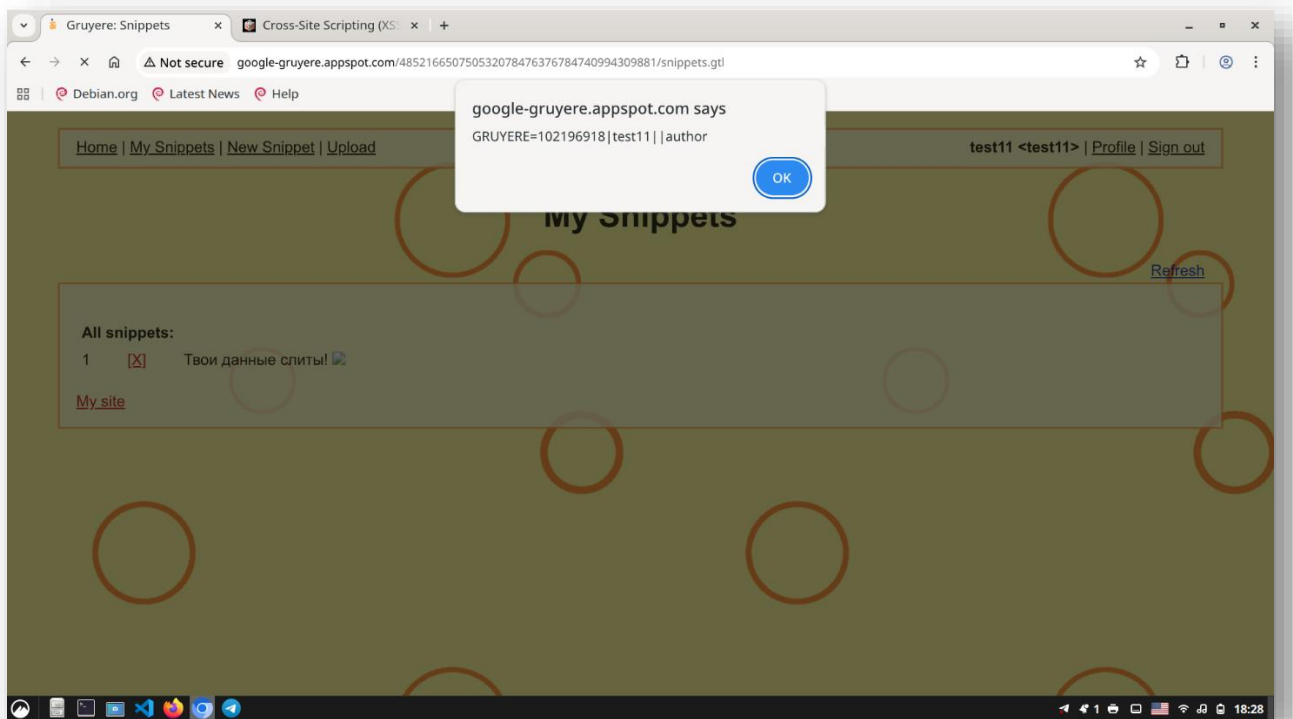 Gruyere: Snippets
Cross-Site Scripting (XS
Not secure google-gruyere.appspot.com/485216650750532078476376784740994309881/snippets.gtl
Debian.org Latest News Help
google-gruyere.appspot.com says
GRUYERE=102196918|test11||author
OK
Home | My Snippets | New Snippet | Upload
test11 <test11> | Profile | Sign out
My Snippets
Refresh
All snippets:
1 [X] Твои данные слиты!
My site
1 18:28